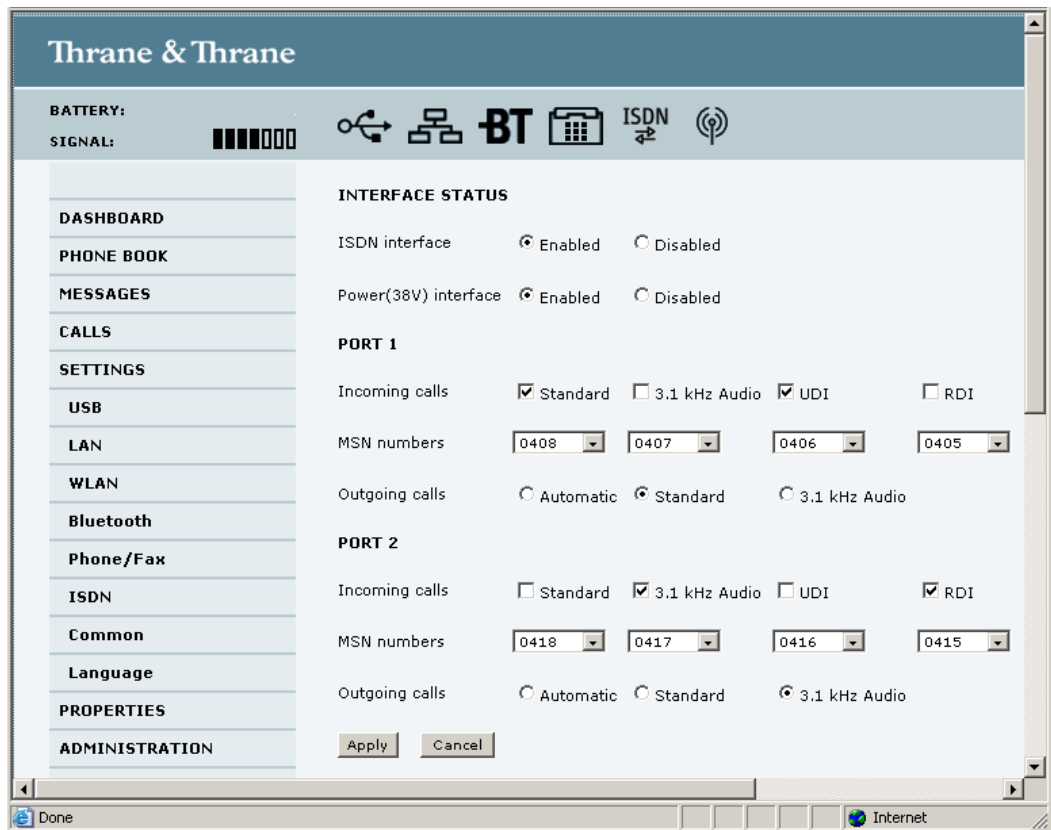 Thrane & Thrane
BATTERY:
SIGNAL:
BT
ISDN
DASHBOARD
PHONE BOOK
MESSAGES
CALLS
SETTINGS
USB
LAN
WLAN
Bluetooth
Phone/Fax
ISDN
Common
Language
PROPERTIES
ADMINISTRATION
INTERFACE STATUS
ISDN interface Enabled Disabled
Power(38V) interface Enabled Disabled
PORT 1
Incoming calls Standard 3.1 kHz Audio UDI RDI
MSN numbers 0408 0407 0406 0405
Outgoing calls Automatic Standard 3.1 kHz Audio
PORT 2
Incoming calls Standard 3.1 kHz Audio UDI RDI
MSN numbers 0418 0417 0416 0415
Outgoing calls Automatic Standard 3.1 kHz Audio
Apply Cancel
Done Internet